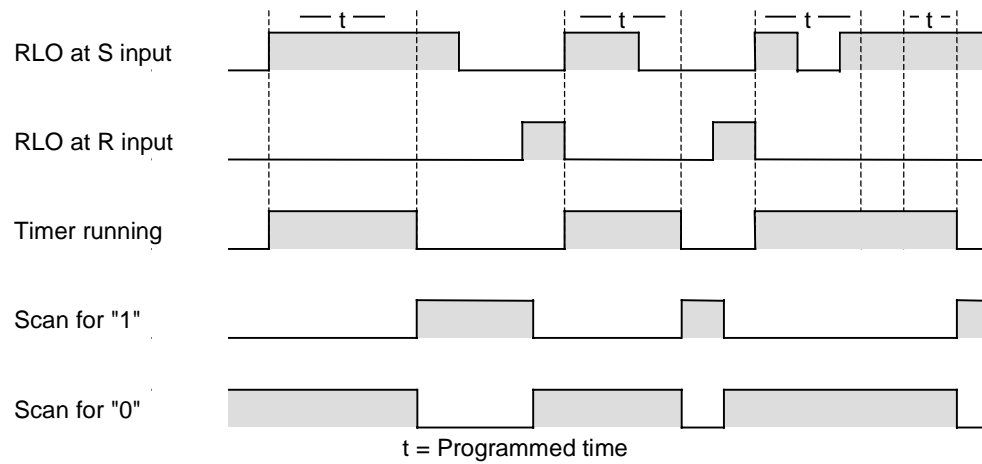 t t t t
RLO at S input
RLO at R input
Timer running
Scan for "1"
Scan for "0"
t = Programmed time